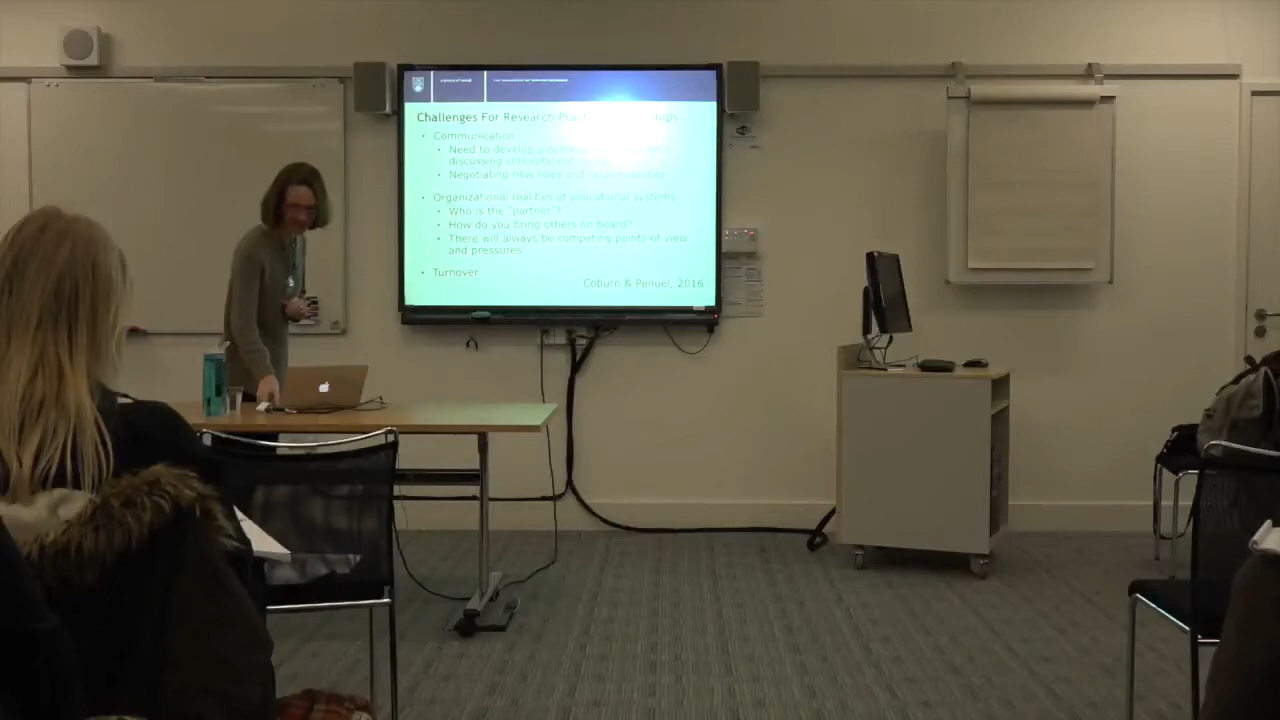 Challenges For Research
Communication
Need to develop a
discussing concepts
Negotiating new roles and
Organizational realities of educational systems
Who is the "partner"?
How do you bring others on board?
There will always be competing points of view
and pressures
Turnover
Coburn & Penuel, 2016